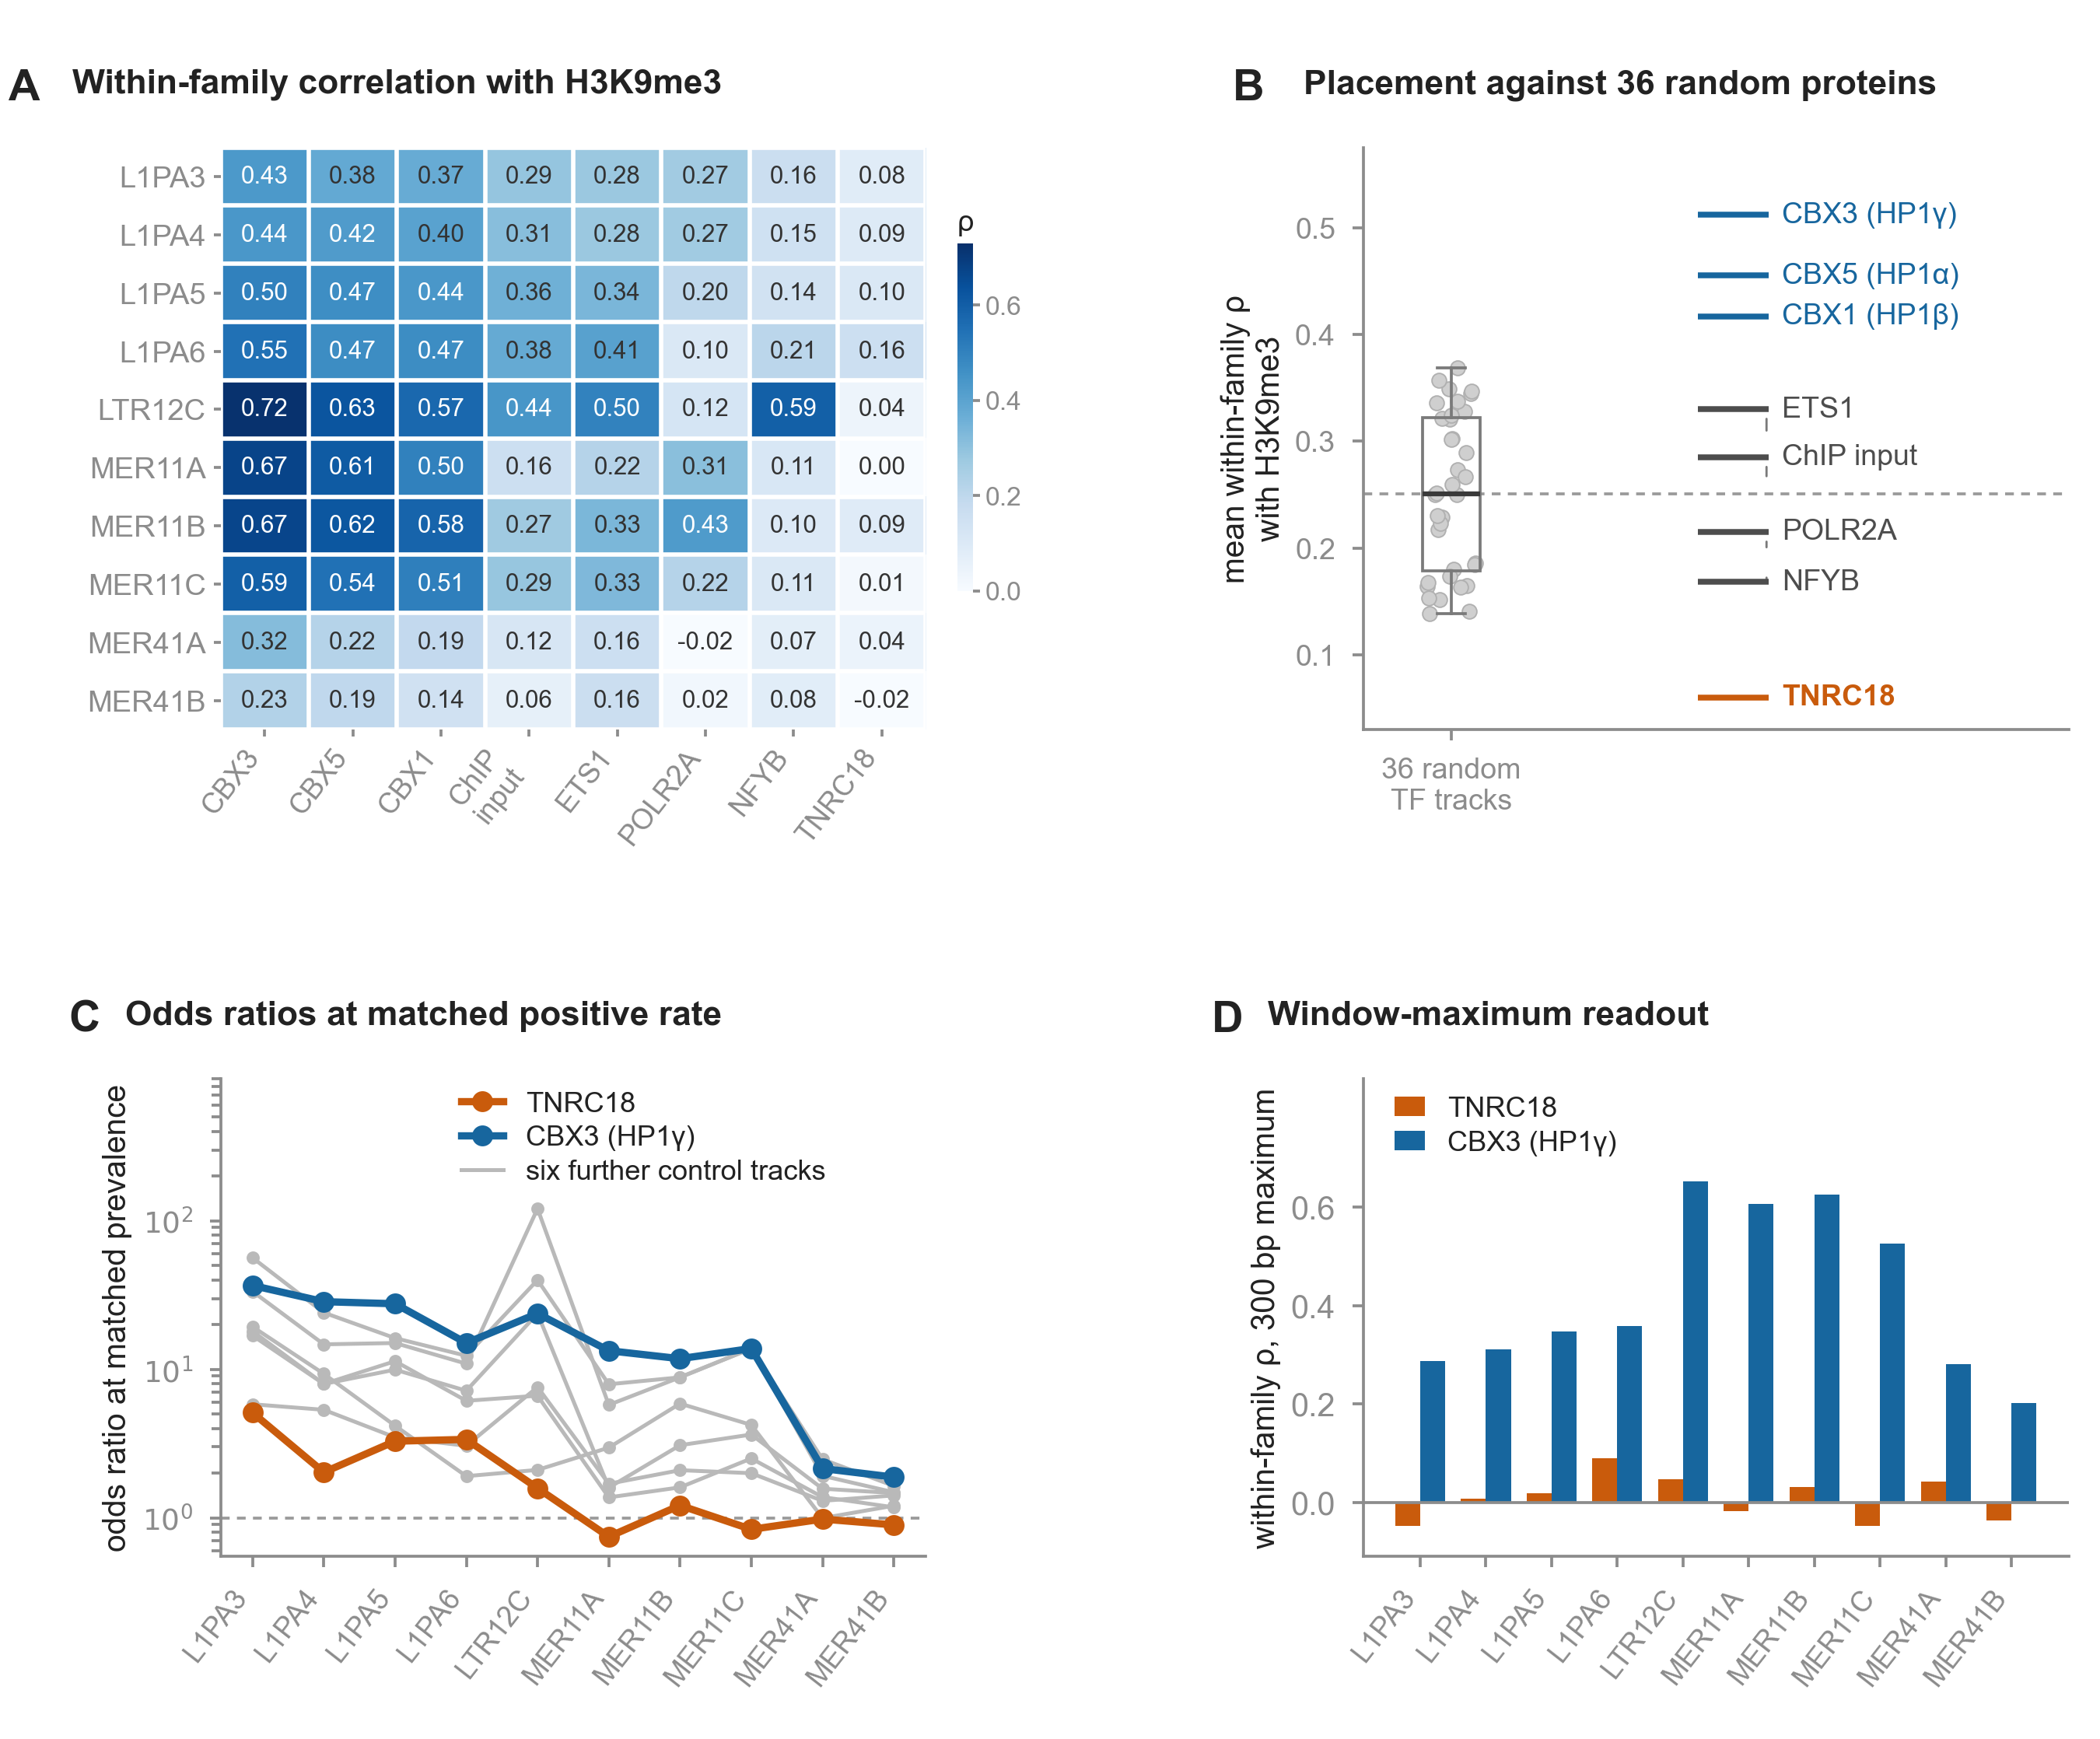 A Within-family correlation with H3K9me3
L1PA3 0.43 0.38 0.37 0.29 0.28 0.27 0.16 0.08
L1PA4 0.44 0.42 0.40 0.31 0.28 0.27 0.15 0.09
L1PA5 0.50 0.47 0.44 0.36 0.34 0.20 0.14 0.10
L1PA6 0.55 0.47 0.47 0.38 0.41 0.10 0.21 0.16
LTR12C 0.72 0.63 0.57 0.44 0.50 0.12 0.59 0.04
MER11A 0.67 0.61 0.50 0.16 0.22 0.31 0.11 0.00
MER11B 0.67 0.62 0.58 0.27 0.33 0.43 0.10 0.09
MER11C 0.59 0.54 0.51 0.29 0.33 0.22 0.11 0.01
MER41A 0.32 0.22 0.19 0.12 0.16 -0.02 0.07 0.04
MER41B 0.23 0.19 0.14 0.06 0.16 0.02 0.08 -0.02
CBX3
CBX5
CBX1
ChIP
input
ETS1
POLR2A
NFYB
TNRC18
ρ
0.6
0.4
0.2
0.0
B Placement against 36 random proteins
mean within-family ρ
with H3K9me3
0.5
0.4
0.3
0.2
0.1
CBX3 (HP1γ)
CBX5 (HP1α)
CBX1 (HP1β)
ETS1
ChIP input
POLR2A
NFYB
TNRC18
36 random
TF tracks
C Odds ratios at matched positive rate
odds ratio at matched prevalence
10²
10¹
10⁰
TNRC18
CBX3 (HP1γ)
six further control tracks
L1PA3
L1PA4
L1PA5
L1PA6
LTR12C
MER11A
MER11B
MER11C
MER41A
MER41B
D Window-maximum readout
within-family ρ, 300 bp maximum
0.6
0.4
0.2
0.0
TNRC18
CBX3 (HP1γ)
L1PA3
L1PA4
L1PA5
L1PA6
LTR12C
MER11A
MER11B
MER11C
MER41A
MER41B